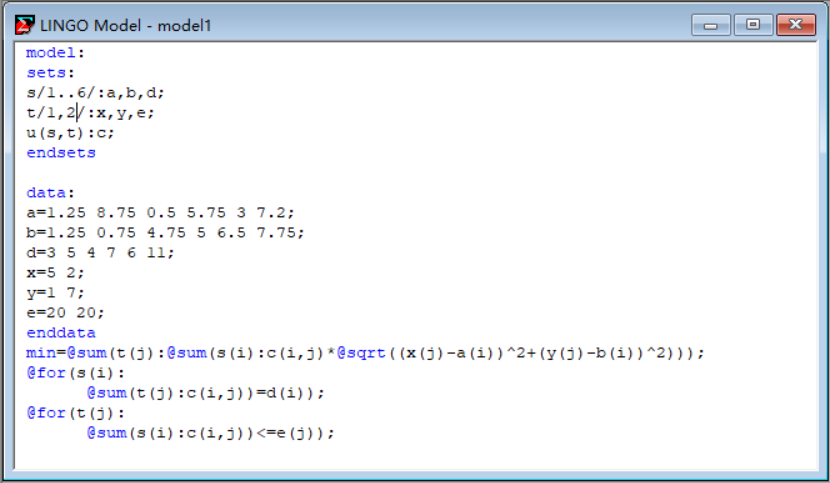 LINGO Model - model1
model:
sets:
s/1..6/:a,b,d;
t/1,2/:x,y,e;
u(s,t):c;
endsets
data:
a=1.25 8.75 0.5 5.75 3 7.2;
b=1.25 0.75 4.75 5 6.5 7.75;
d=3 5 4 7 6 11;
x=5 2;
y=1 7;
e=20 20;
enddata
min=@sum(t(j):@sum(s(i):c(i,j)*@sqrt((x(j)-a(i))^2+(y(j)-b(i))^2)));
@for(s(i):
@sum(t(j):c(i,j))=d(i));
@for(t(j):
@sum(s(i):c(i,j))<=e(j));